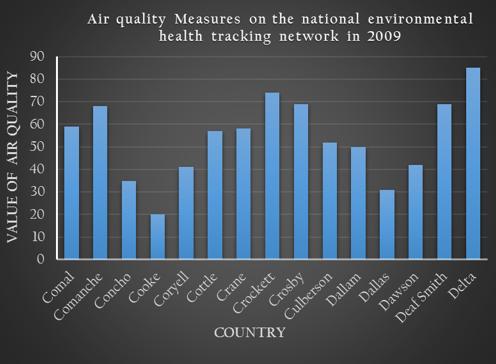 Air quality Measures on the national environmental
health tracking network in 2009
VALUE OF AIR QUALITY
90
80
70
60
50
40
30
20
10
0
Comal
Comanche
Concho
Cooke
Coryell
Cottle
Crane
Crockett
Crosby
Culberson
Dallam
Dallas
Dawson
Deaf Smith
Delta
COUNTRY